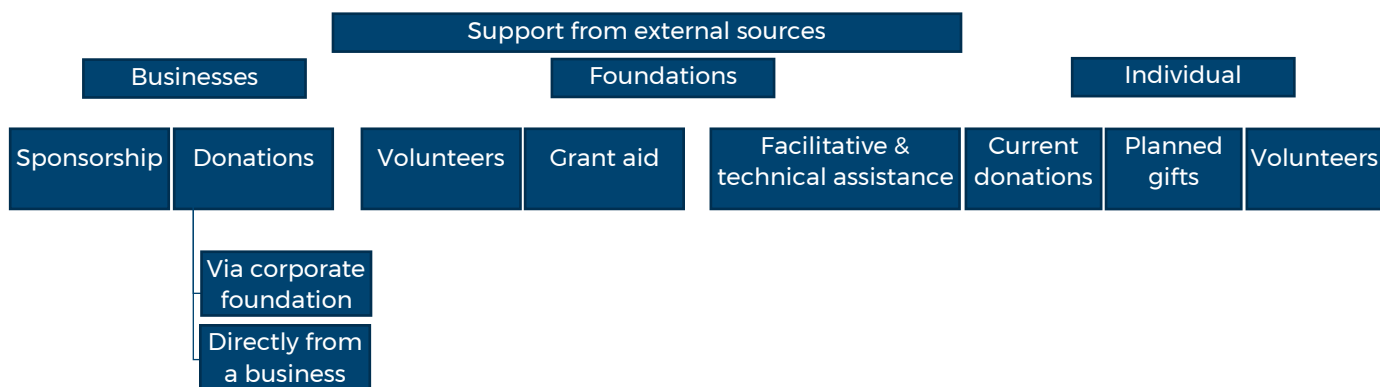 Support from external sources
Businesses
Foundations
Individual
Sponsorship
Donations
Volunteers
Grant aid
Facilitative &
technical assistance
Current
donations
Planned
gifts
Volunteers
Via corporate
foundation
Directly from
a business